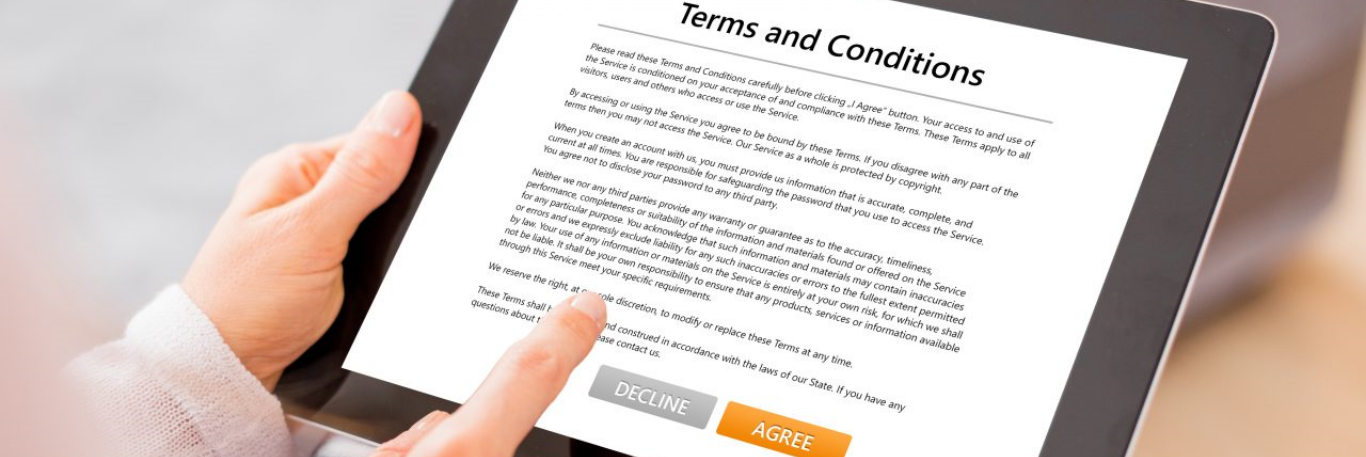 Terms and Conditions
Please read these Terms and Conditions carefully before clicking „I Agree" button. Your access to and use of
the Service is conditioned on your acceptance of and compliance with these Terms. These Terms apply to all
visitors, users and others who access or use the Service.
By accessing or using the Service you agree to be bound by these Terms. If you disagree with any part of the
terms then you may not access the Service. Our Service as a whole is protected by copyright.
When you create an account with us, you must provide us information that is accurate, complete, and
current at all times. You are responsible for safeguarding the password that you use to access the Service.
You agree not to disclose your password to any third party.
Neither we nor any third parties provide any warranty or guarantee as to the accuracy, timeliness,
performance, completeness or suitability of the information and materials found or offered on the Service
for any particular purpose. You acknowledge that such information and materials may contain inaccuracies
or errors and we expressly exclude liability for any such inaccuracies or errors to the fullest extent permitted
by law. Your use of any information or materials on the Service is entirely at your own risk, for which we shall
not be liable. It shall be your own responsibility to ensure that any products, services or information available
through this Service meet your specific requirements.
We reserve the right, at sole discretion, to modify or replace these Terms at any time.
These Terms shall and construed in accordance with the laws of our State. If you have any
questions about contact us.
DECLINE
AGREE